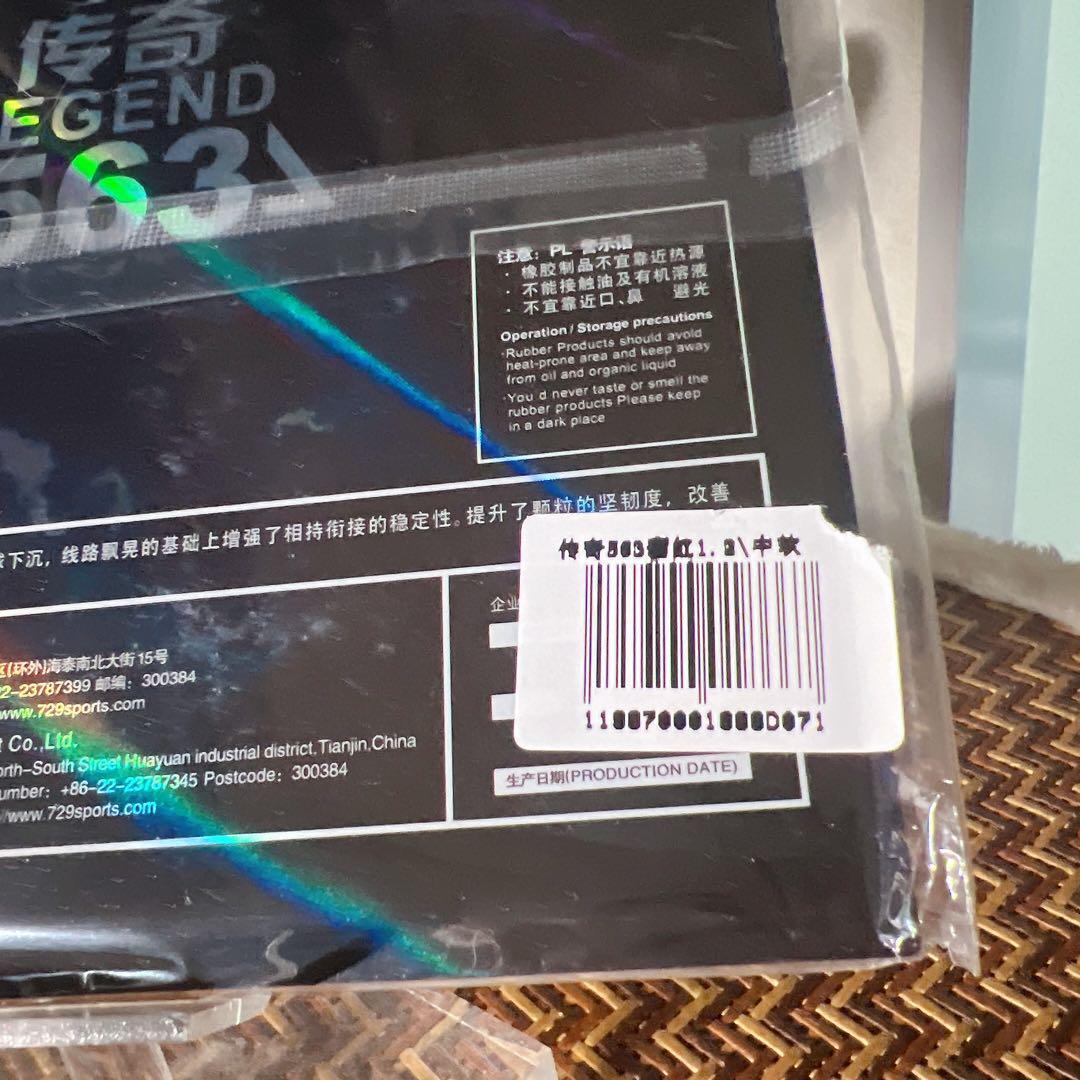 传奇
EGEND
563
注意：PL 警示语
· 橡胶制品不宜靠近热源
· 不能接触油及有机溶液
· 不宜靠近口、鼻 避光
Operation / Storage precautions
·Rubber Products should avoid
heat-prone area and keep away
from oil and organic liquid
·You d never taste or smell the
rubber products Please keep
in a dark place
下沉，线路飘晃的基础上增强了相持衔接的稳定性。提升了颗粒的坚韧度，改善
传奇563 1.2\中软
企业
区(环外)海泰南北大街15号
2-23787399 邮编：300384
www.729sports.com
t Co.,Ltd.
orth-South Street Huayuan industrial district,Tianjin,China
umber：+86-22-23787345 Postcode：300384
/www.729sports.com
生产日期(PRODUCTION DATE)